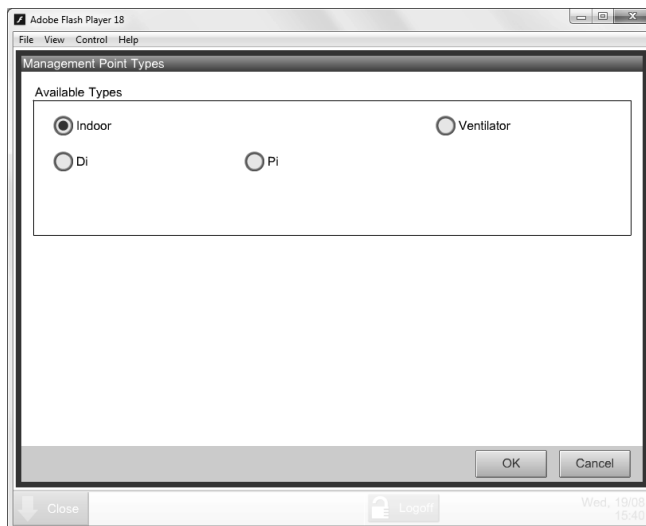 Adobe Flash Player 18
File View Control Help
Management Point Types
Available Types
Indoor
Ventilator
Di
Pi
OK
Cancel
Close
Logoff
Wed, 19/08
15:40